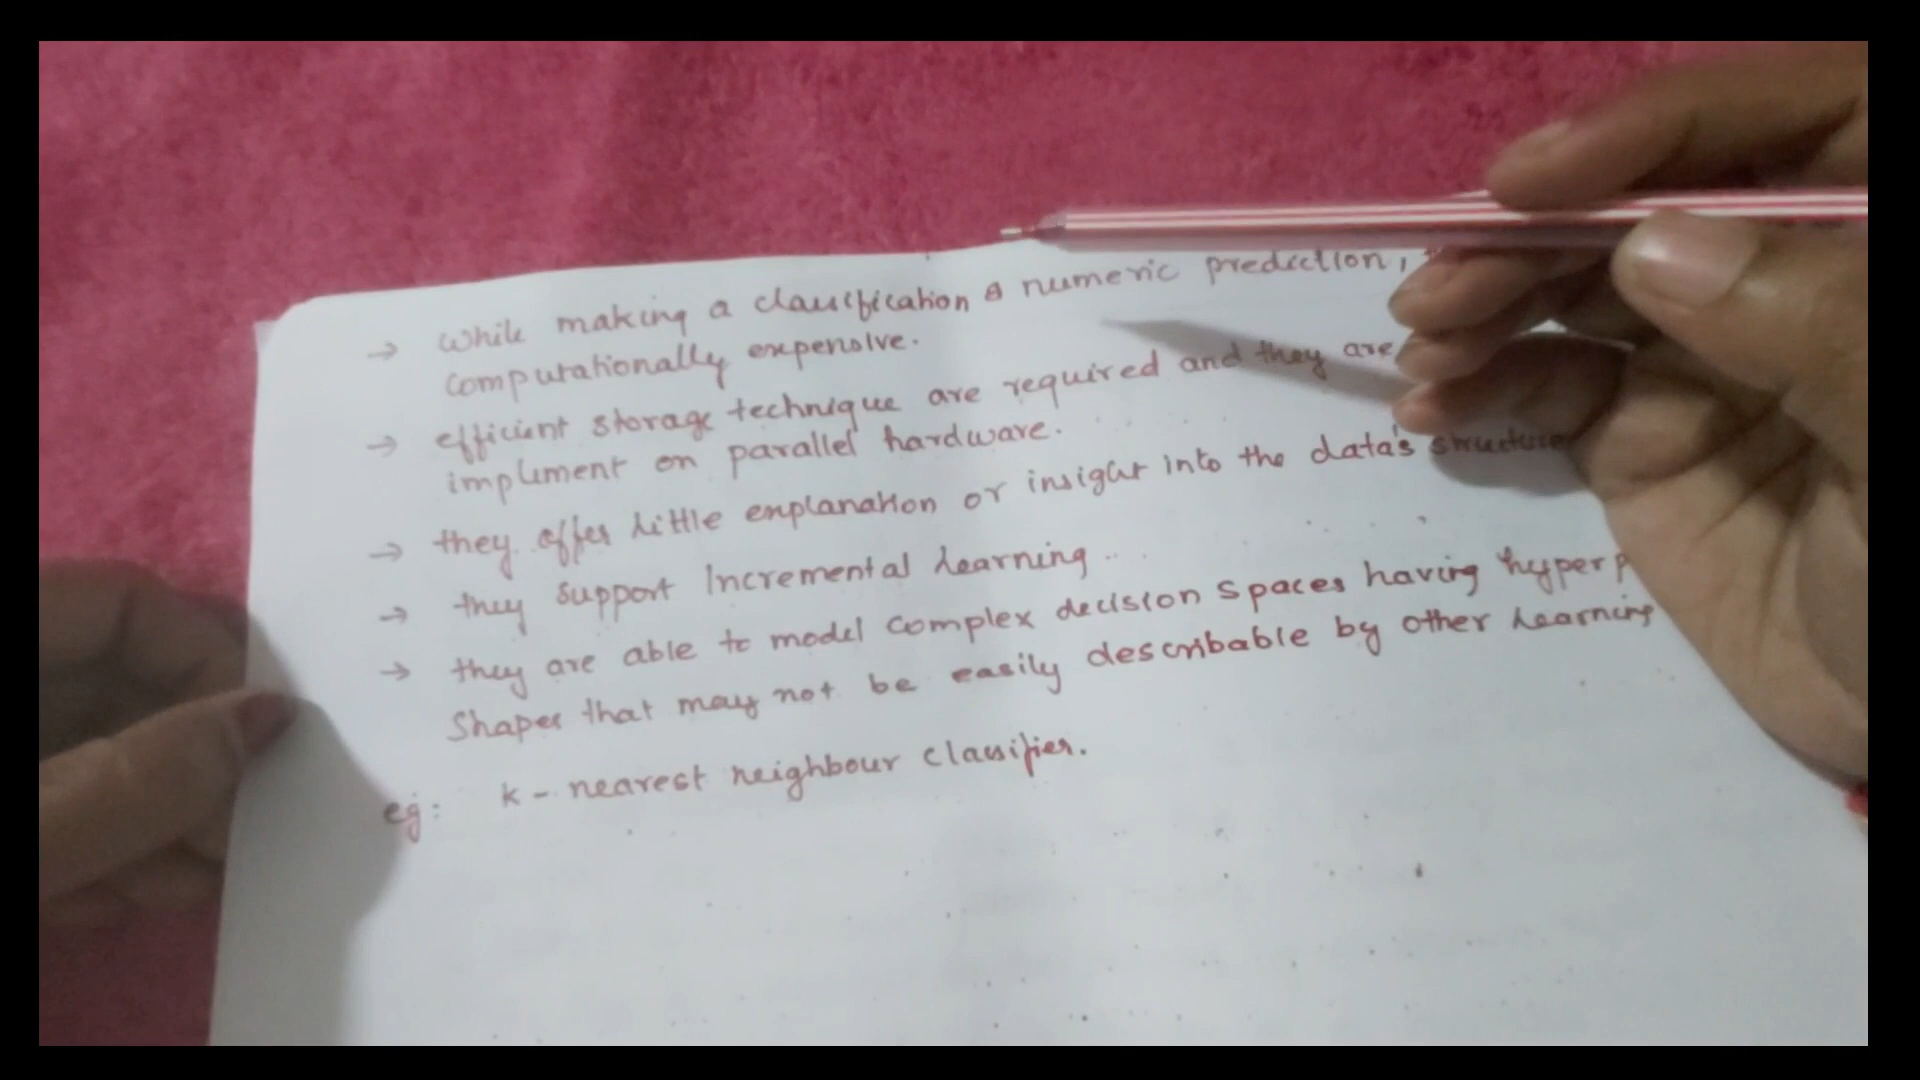 → While making a classification & numeric prediction,
computationally expensive.
→ efficient storage technique are required and they are
implement on parallel hardware.
→ they offer little explanation or insight into the data's structure
→ they support Incremental learning.
→ they are able to model complex decision spaces having hyper p
Shapes that may not be easily describable by other learning
eg: k - nearest neighbour classifier.